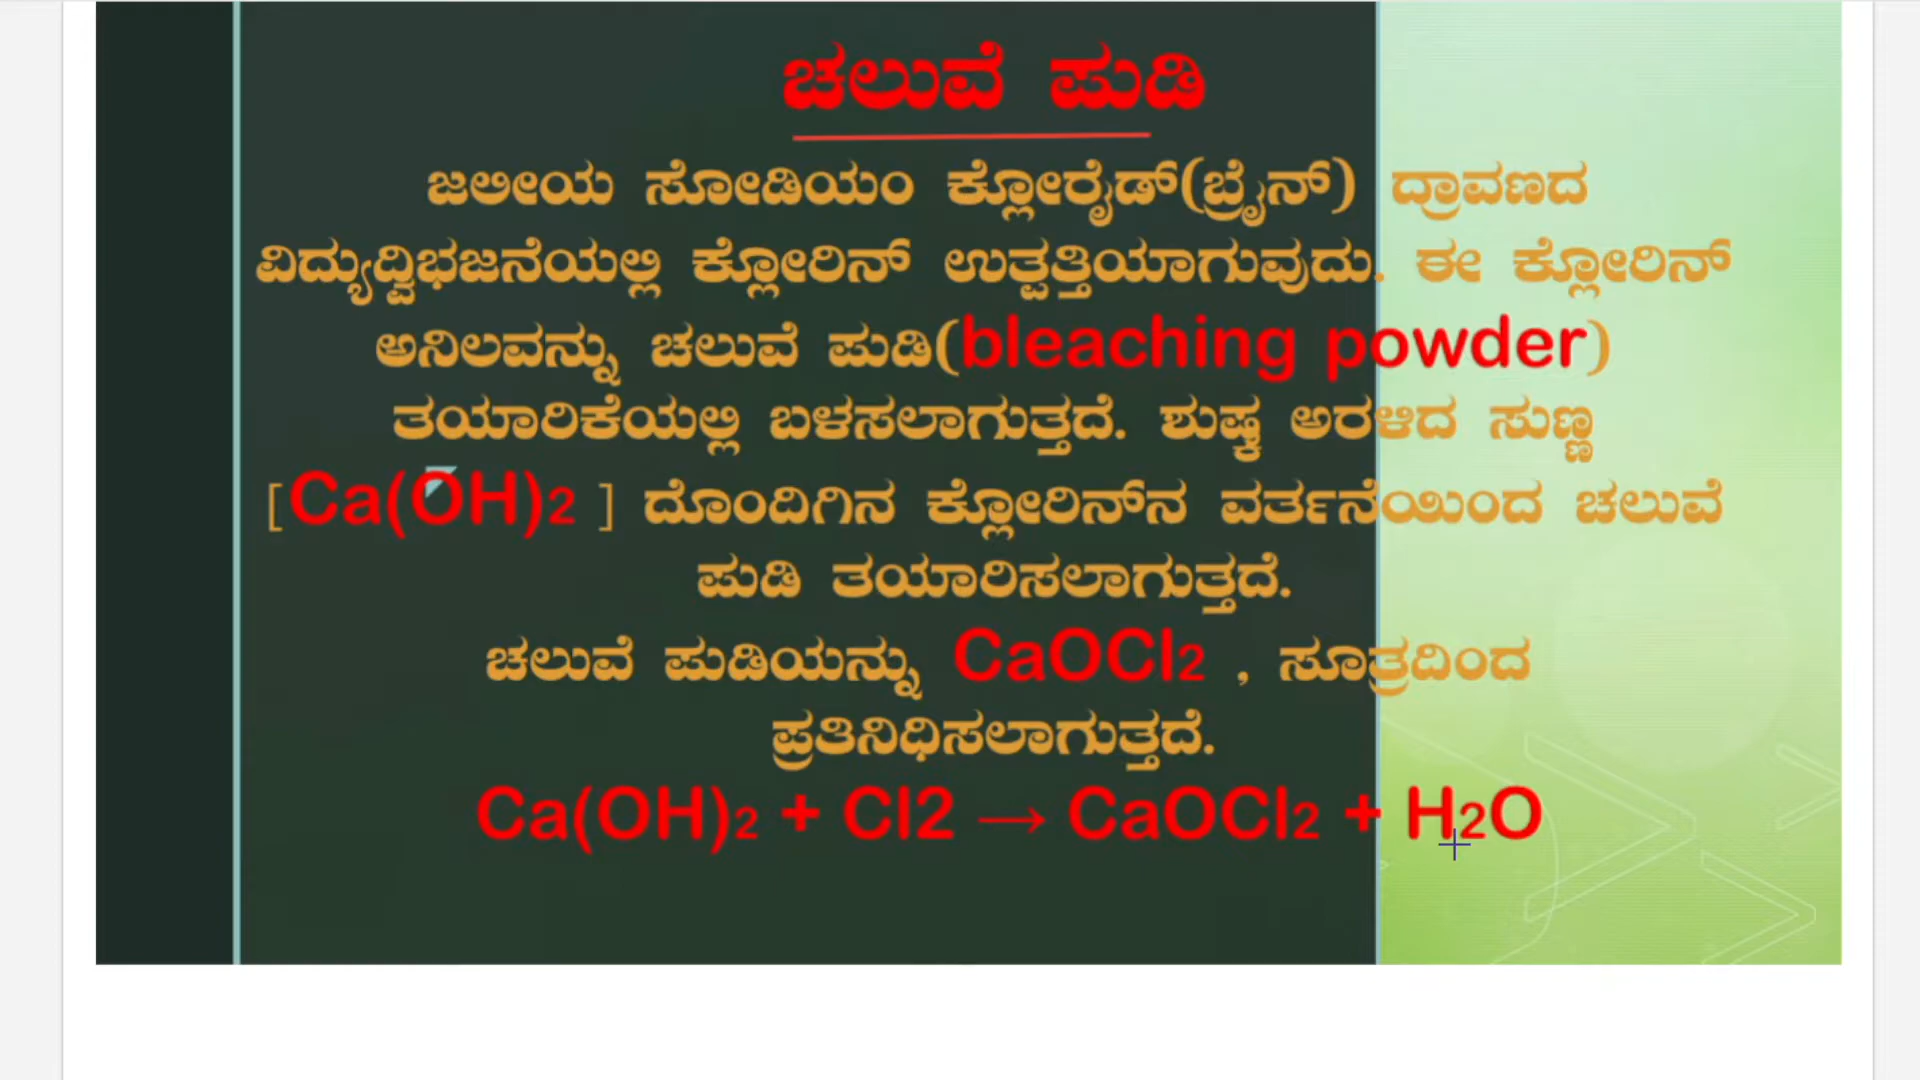 ಚಲುವೆ ಪುಡಿ
ಜಲೀಯ ಸೋಡಿಯಂ ಕ್ಲೋರೈಡ್(ಬ್ರೈನ್) ದ್ರಾವಣದ
ವಿದ್ಯುದ್ವಿಭಜನೆಯಲ್ಲಿ ಕ್ಲೋರಿನ್ ಉತ್ಪತ್ತಿಯಾಗುವುದು. ಈ ಕ್ಲೋರಿನ್
ಅನಿಲವನ್ನು ಚಲುವೆ ಪುಡಿ(bleaching powder)
ತಯಾರಿಕೆಯಲ್ಲಿ ಬಳಸಲಾಗುತ್ತದೆ. ಶುಷ್ಕ ಅರಳಿದ ಸುಣ್ಣ
[Ca(OH)2 ] ದೊಂದಿಗಿನ ಕ್ಲೋರಿನ್‌ನ ವರ್ತನೆಯಿಂದ ಚಲುವೆ
ಪುಡಿ ತಯಾರಿಸಲಾಗುತ್ತದೆ.
ಚಲುವೆ ಪುಡಿಯನ್ನು CaOCl2 , ಸೂತ್ರದಿಂದ
ಪ್ರತಿನಿಧಿಸಲಾಗುತ್ತದೆ.
Ca(OH)2 + Cl2 → CaOCl2 + H2O